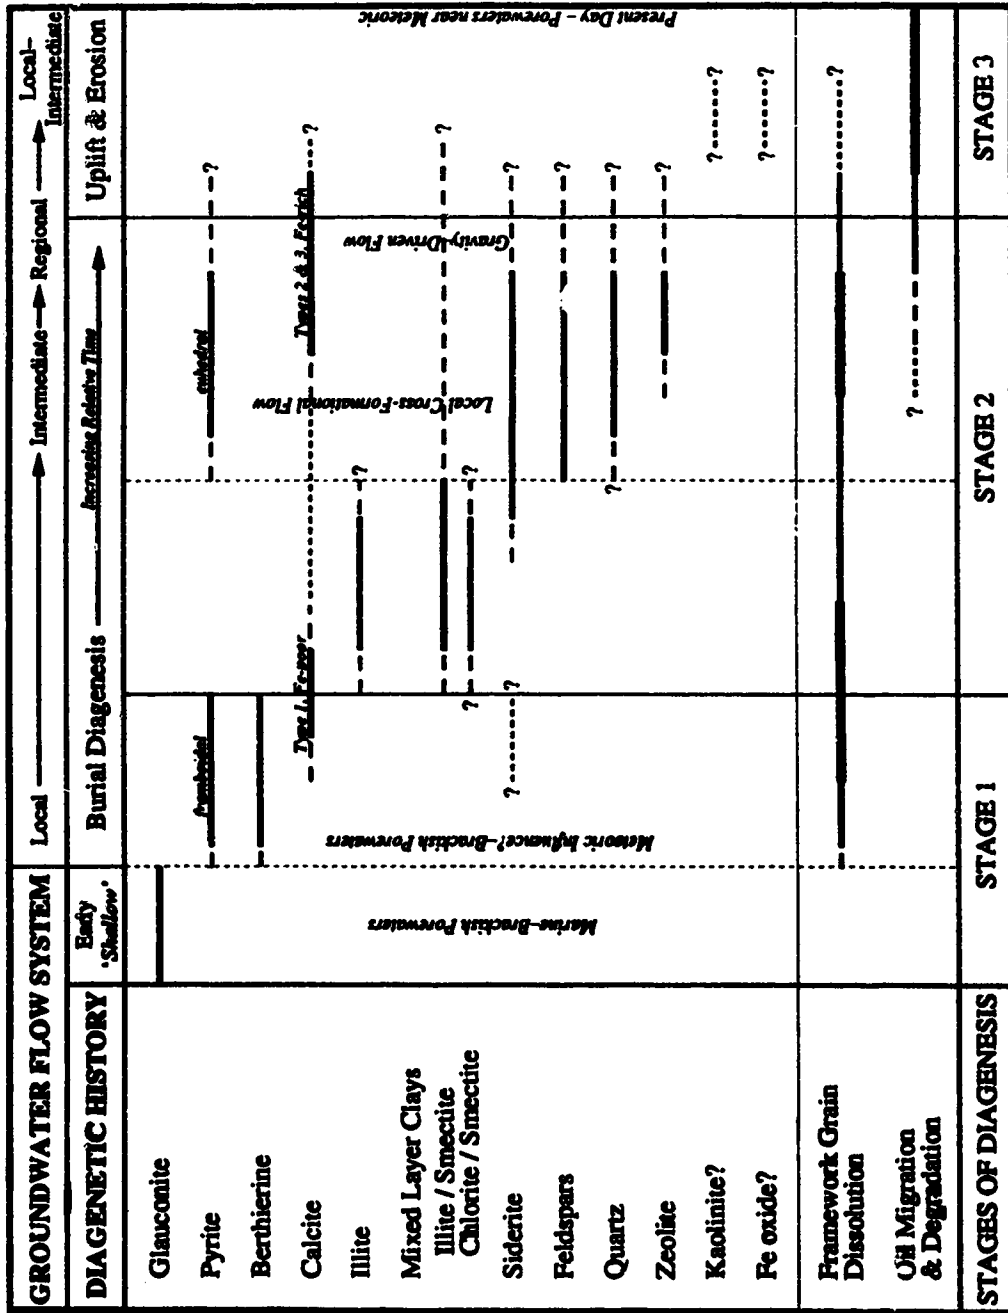 GROUNDWATER FLOW SYSTEM
Local → Intermediate → Regional → Local–
Intermediate
DIAGENETIC HISTORY
Early
'Shallow'
Burial Diagenesis
Increasing Relative Time
Uplift & Erosion
Glauconite
Pyrite
framboidal
euhedral
?
Berthierine
Calcite
Type 1, Fe-poor
Types 2 & 3, Fe-rich
?
Illite
?
Mixed Layer Clays
Illite / Smectite
?
Chlorite / Smectite
? ?
Siderite
? ? ?
Feldspars
?
Quartz
? ?
Zeolite
?
Kaolinite?
? ?
Fe oxide?
? ?
Framework Grain
Dissolution
?
Oil Migration
& Degradation
?
Marine–Brackish Porewaters
Meteoric Influence?–Brackish Porewaters
Local Cross-Formational Flow
Gravity-Driven Flow
Present Day – Porewaters near Meteoric
STAGES OF DIAGENESIS
STAGE 1
STAGE 2
STAGE 3